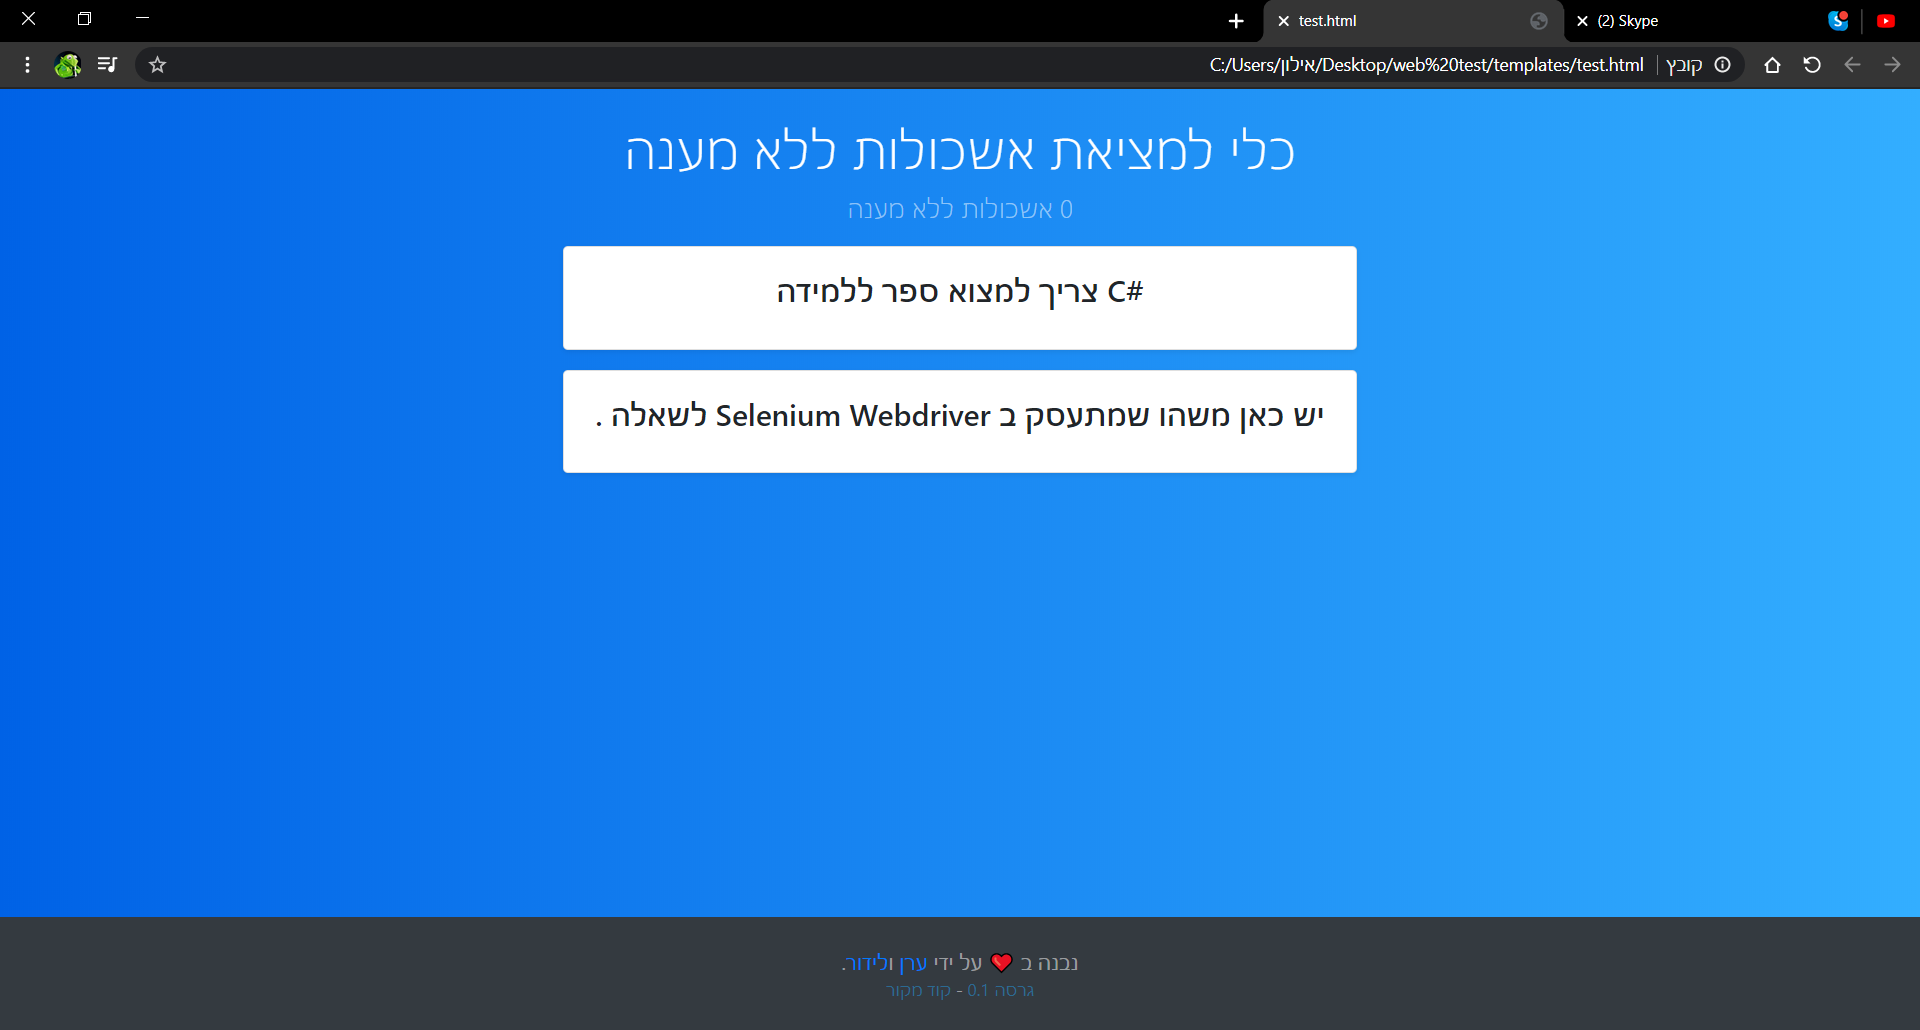 test.html
(2) Skype
קובץ
C:/Users/אילון/Desktop/web%20test/templates/test.html
כלי למציאת אשכולות ללא מענה
0 אשכולות ללא מענה
C# צריך למצוא ספר ללמידה
יש כאן משהו שמתעסק ב Selenium Webdriver לשאלה .
נבנה ב ❤️ על ידי ערן ולידור.
גרסה 0.1 - קוד מקור